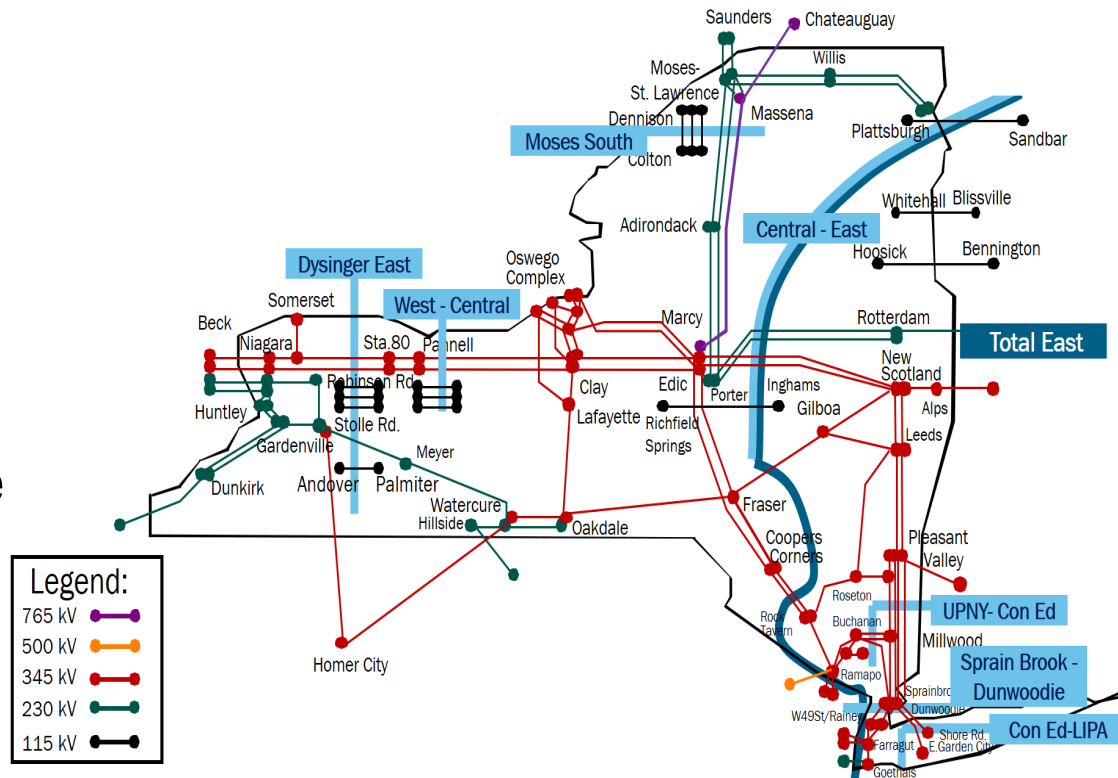 Saunders
Chateauguay
Moses-
Willis
St. Lawrence
Massena
Dennison
Plattsburgh
Sandbar
Moses South
Colton
Whitehall
Blissville
Adirondack
Central - East
Hoosick
Bennington
Oswego
Complex
Dysinger East
West - Central
Somerset
Beck
Niagara
Sta.80
Pannell
Marcy
Rotterdam
Total East
New
Scotland
Robinson Rd.
Clay
Edic
Porter
Inghams
Alps
Huntley
Lafayette
Richfield
Springs
Gilboa
Stolle Rd.
Gardenville
Meyer
Leeds
Dunkirk
Andover
Palmiter
e
Watercure
Hillside
Oakdale
Fraser
Coopers
Corners
Pleasant
Valley
Legend:
765 kV
500 kV
345 kV
230 kV
115 kV
Homer City
Roseton
Rock
Tavern
Buchanan
UPNY- Con Ed
Millwood
Ramapo
Sprain Brook -
Dunwoodie
Sprainbro
Dunwoodie
W49St/Rainey
Con Ed-LIPA
Shore Rd.
Farragut
E.Garden City
Goethals